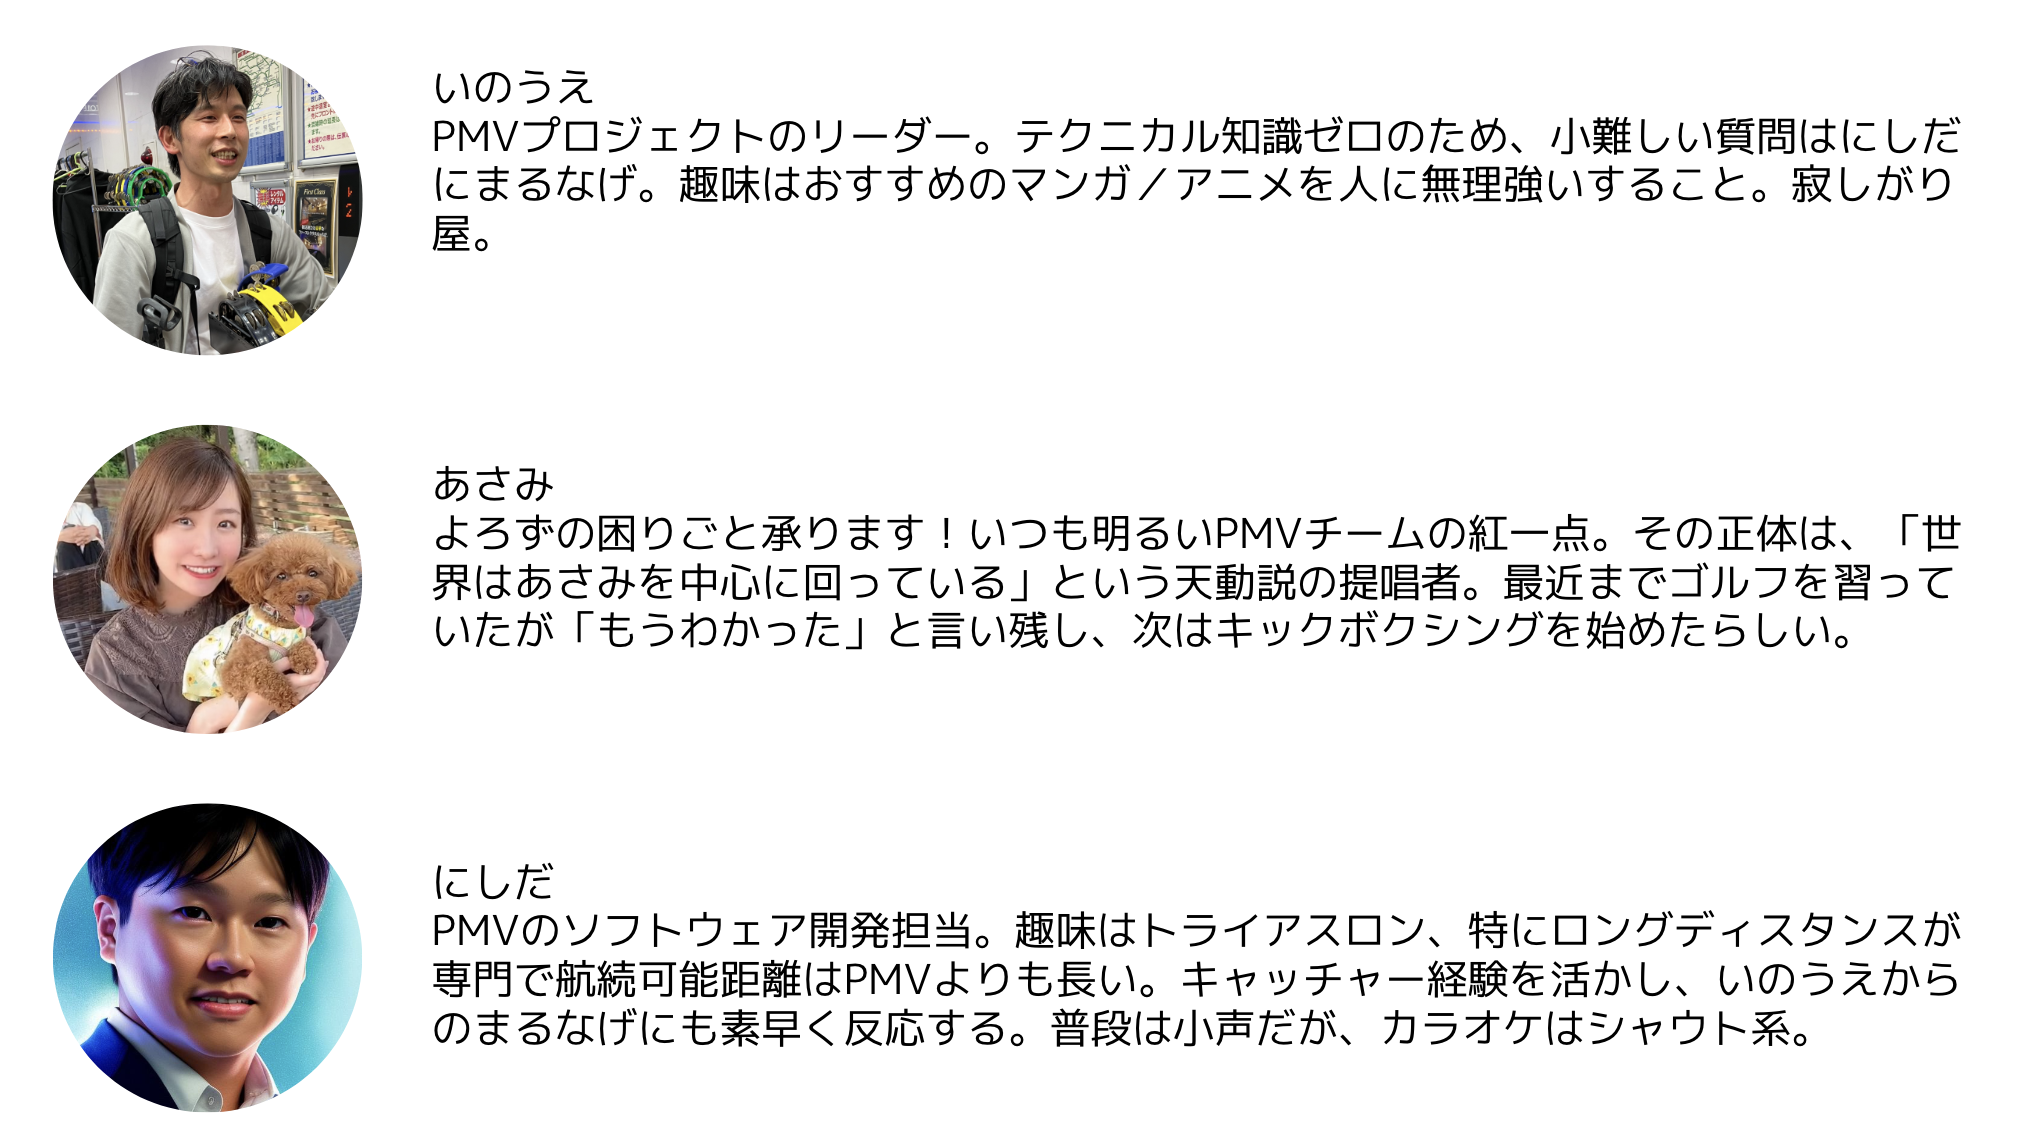 いのうえ
PMVプロジェクトのリーダー。テクニカル知識ゼロのため、小難しい質問はにしだ
にまるなげ。趣味はおすすめのマンガ／アニメを人に無理強いすること。寂しがり
屋。
First Class
あさみ
よろずの困りごと承ります！いつも明るいPMVチームの紅一点。その正体は、「世
界はあさみを中心に回っている」という天動説の提唱者。最近までゴルフを習って
いたが「もうわかった」と言い残し、次はキックボクシングを始めたらしい。
にしだ
PMVのソフトウェア開発担当。趣味はトライアスロン、特にロングディスタンスが
専門で航続可能距離はPMVよりも長い。キャッチャー経験を活かし、いのうえから
のまるなげにも素早く反応する。普段は小声だが、カラオケはシャウト系。